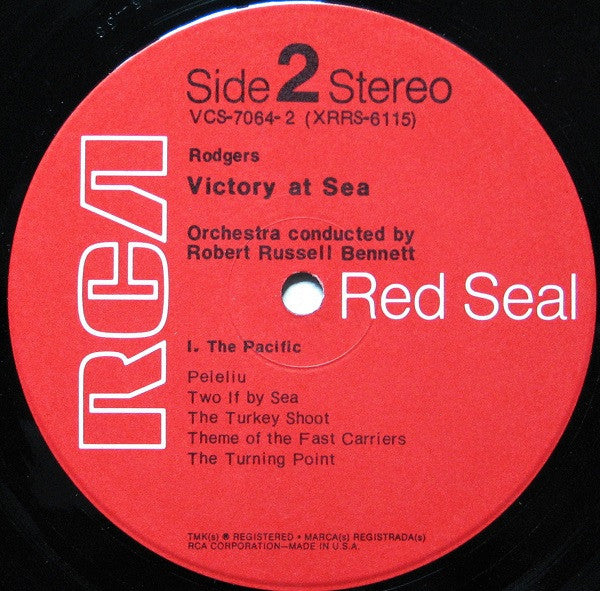 Side 2 Stereo
VCS-7064-2 (XRRS-6115)
Rodgers
Victory at Sea
Orchestra conducted by
Robert Russell Bennett
RCA
Red Seal
I. The Pacific
Peleliu
Two If by Sea
The Turkey Shoot
Theme of the Fast Carriers
The Turning Point
TMK(s) ® REGISTERED • MARCA(s) REGISTRADA(s)
RCA CORPORATION—MADE IN U.S.A.